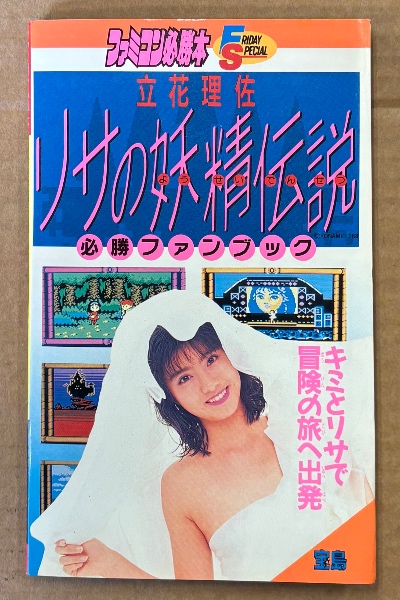 ファミコン必勝本
FRIDAY
SPECIAL
立花理佐
リサの妖精伝説
ようせいでんせつ
必勝ファンブック
キミとリサで
冒険の旅へ出発
宝島